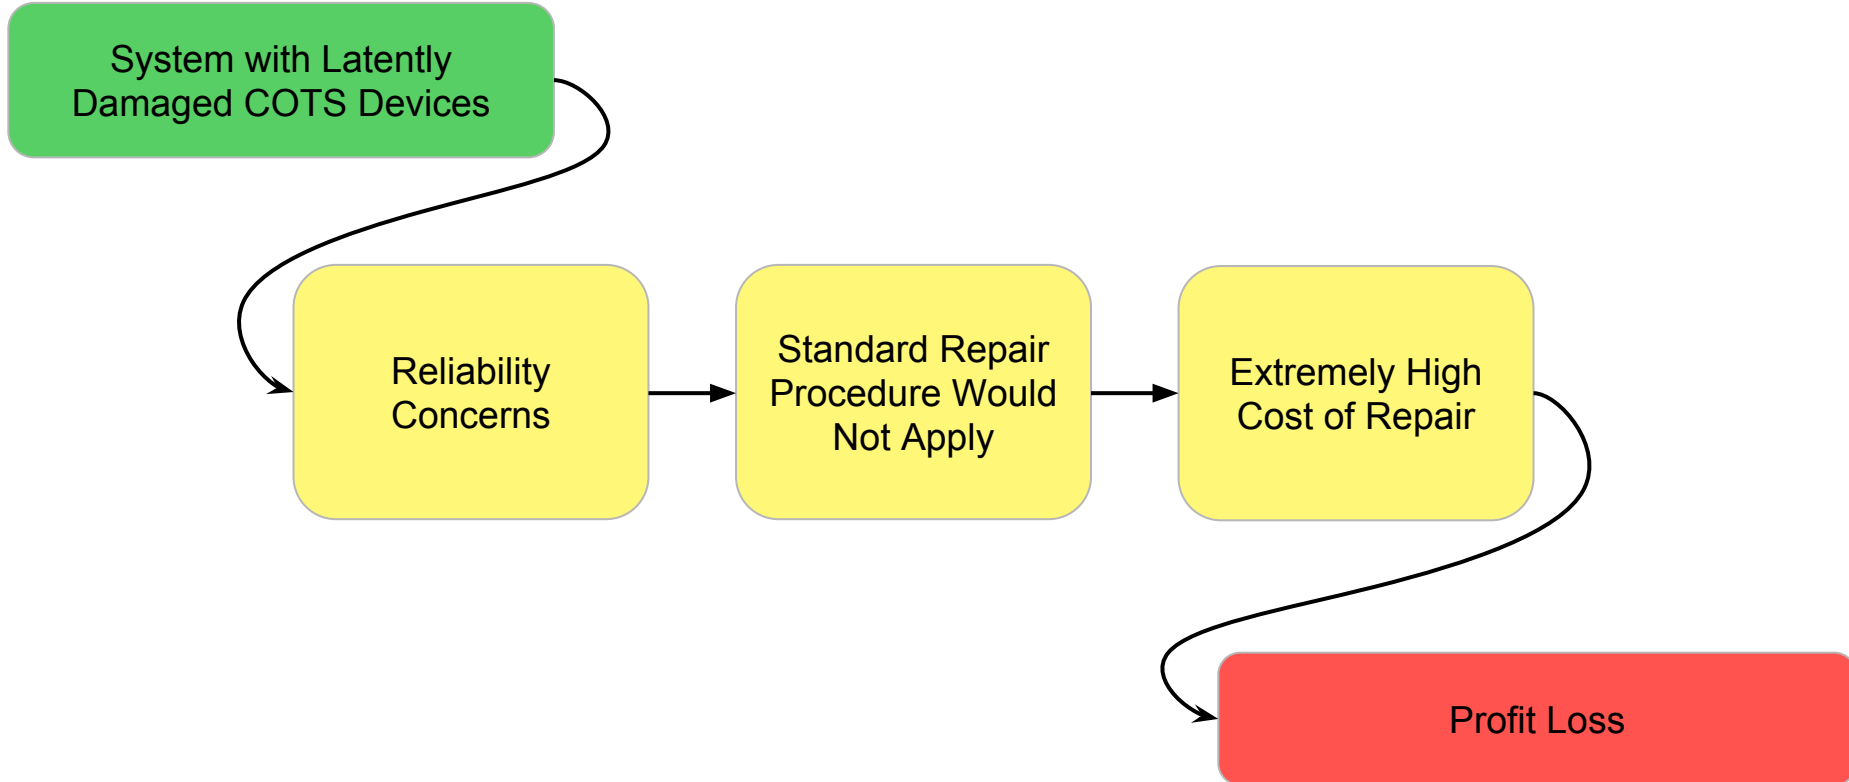 System with Latently
Damaged COTS Devices
Reliability
Concerns
Standard Repair
Procedure Would
Not Apply
Extremely High
Cost of Repair
Profit Loss